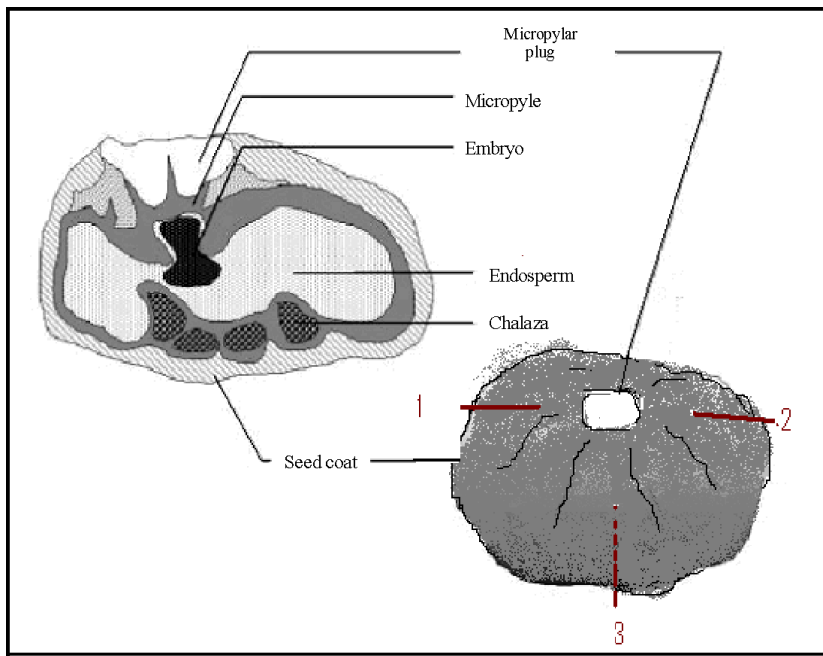 Micropylar
plug
Micropyle
Embryo
Endosperm
Chalaza
1
2
Seed coat
3